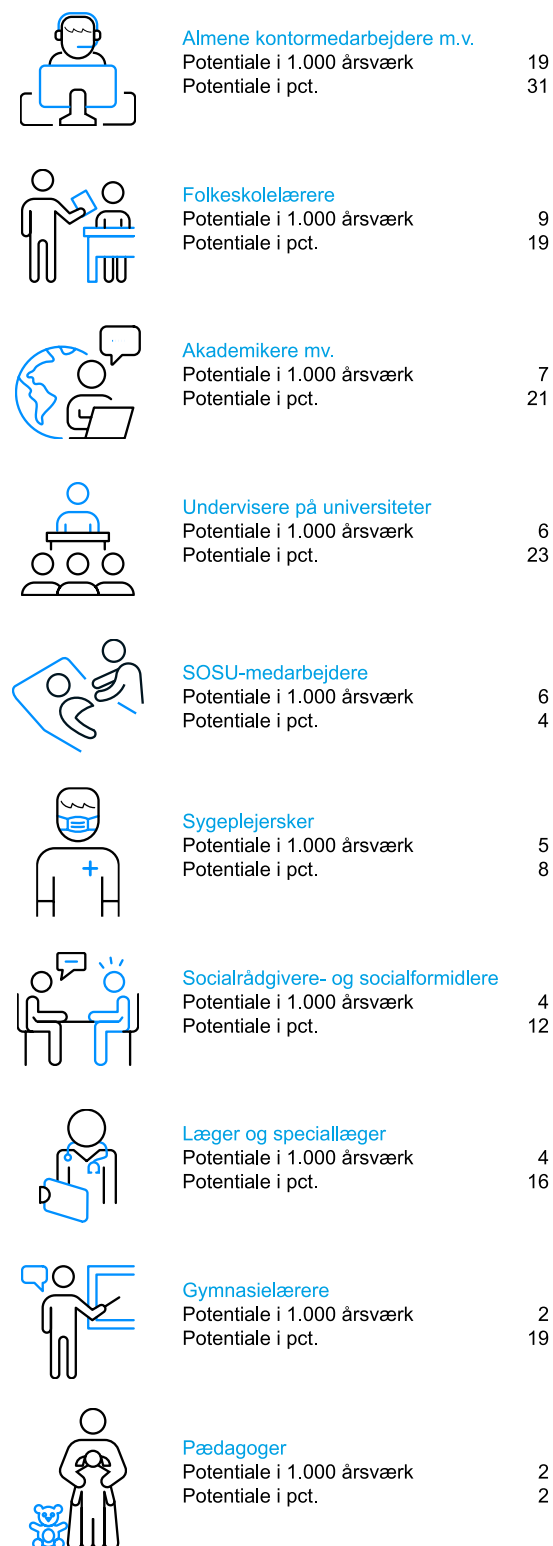 Almene kontormedarbejdere m.v.
Potentiale i 1.000 årsværk 19
Potentiale i pct. 31
Folkeskolelærere
Potentiale i 1.000 årsværk 9
Potentiale i pct. 19
Akademikere mv.
Potentiale i 1.000 årsværk 7
Potentiale i pct. 21
Undervisere på universiteter
Potentiale i 1.000 årsværk 6
Potentiale i pct. 23
SOSU-medarbejdere
Potentiale i 1.000 årsværk 6
Potentiale i pct. 4
Sygeplejersker
Potentiale i 1.000 årsværk 5
Potentiale i pct. 8
Socialrådgivere- og socialformidlere
Potentiale i 1.000 årsværk 4
Potentiale i pct. 12
Læger og speciallæger
Potentiale i 1.000 årsværk 4
Potentiale i pct. 16
Gymnasielærere
Potentiale i 1.000 årsværk 2
Potentiale i pct. 19
Pædagoger
Potentiale i 1.000 årsværk 2
Potentiale i pct. 2